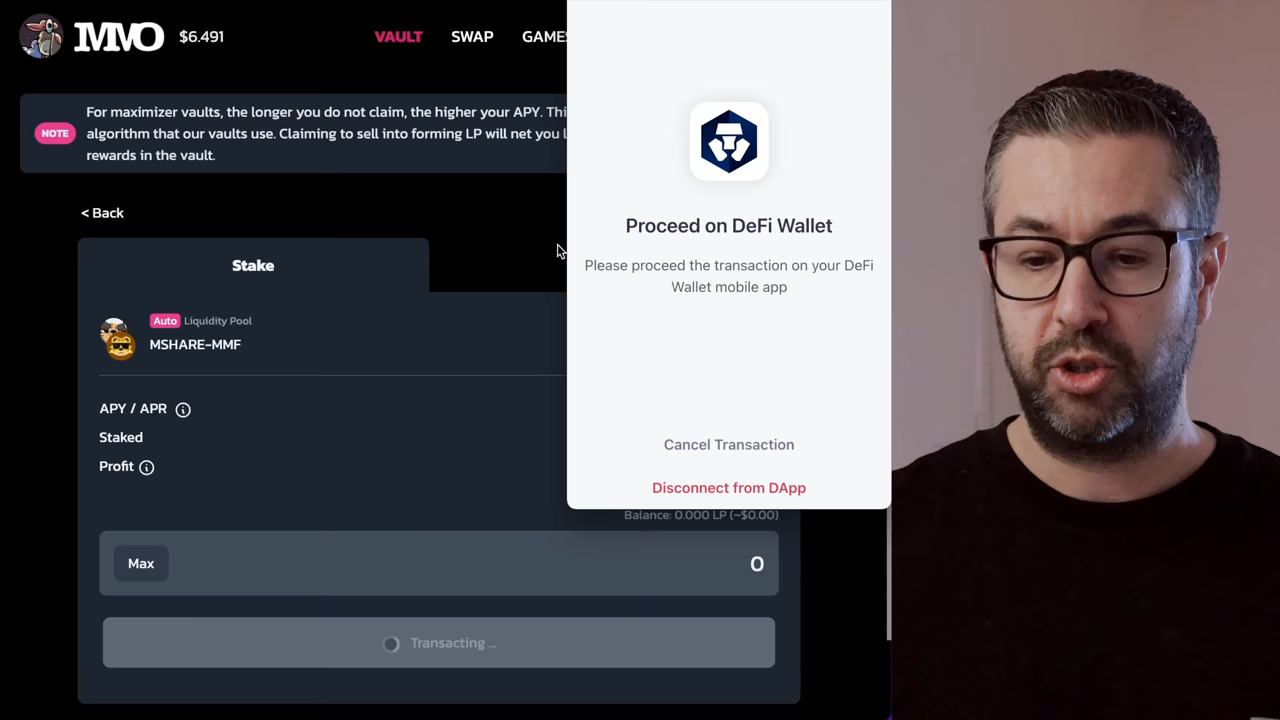 MMO
$6.491
VAULT
SWAP
GAMES
For maximizer vaults, the longer you do not claim, the higher your APY. Thi
NOTE
algorithm that our vaults use. Claiming to sell into forming LP will net you l
rewards in the vault.
< Back
Stake
Auto Liquidity Pool
MSHARE-MMF
APY / APR
Staked
Profit
Balance: 0.000 LP (~$0.00)
Max
0
Transacting ...
Proceed on DeFi Wallet
Please proceed the transaction on your DeFi
Wallet mobile app
Cancel Transaction
Disconnect from DApp